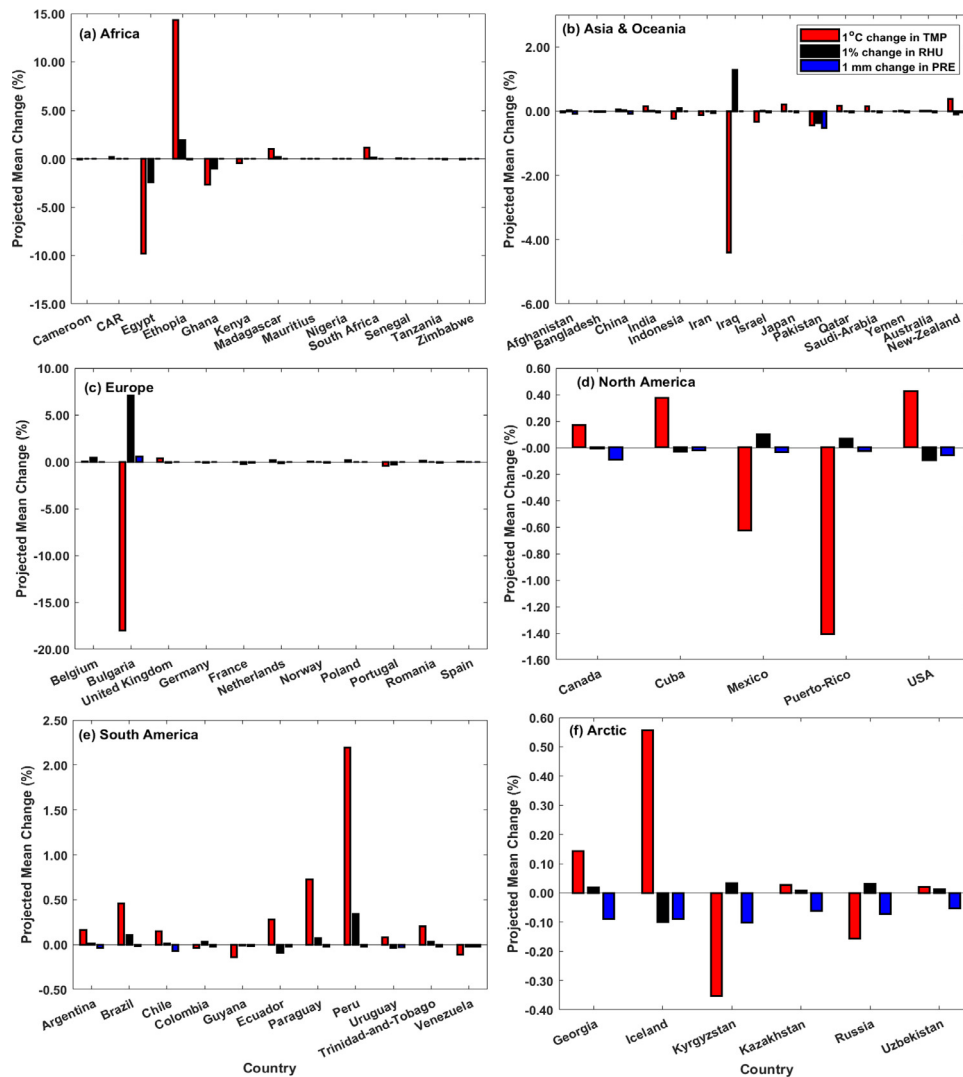 (a) Africa
Projected Mean Change (%)
15.00
10.00
5.00
0.00
-5.00
-10.00
-15.00
Cameroon
CAR
Egypt
Ethiopia
Ghana
Kenya
Madagascar
Mauritius
Nigeria
South Africa
Senegal
Tanzania
Zimbabwe
(b) Asia & Oceania
1°C change in TMP
1% change in RHU
1 mm change in PRE
Projected Mean Change (%)
2.00
0.00
-2.00
-4.00
-6.00
Afghanistan
Bangladesh
China
India
Indonesia
Iran
Iraq
Israel
Japan
Pakistan
Qatar
Saudi-Arabia
Yemen
Australia
New-Zealand
(c) Europe
Projected Mean Change (%)
10.00
5.00
0.00
-5.00
-10.00
-15.00
-20.00
Belgium
Bulgaria
United Kingdom
Germany
France
Netherlands
Norway
Poland
Portugal
Romania
Spain
(d) North America
Projected Mean Change (%)
0.60
0.40
0.20
-0.00
-0.20
-0.40
-0.60
-0.80
-1.00
-1.20
-1.40
-1.60
Canada
Cuba
Mexico
Puerto-Rico
USA
(e) South America
Projected Mean Change (%)
2.50
2.00
1.50
1.00
0.50
0.00
-0.50
Argentina
Brazil
Chile
Colombia
Guyana
Ecuador
Paraguay
Peru
Uruguay
Trinidad-and-Tobago
Venezuela
Country
(f) Arctic
Projected Mean Change (%)
0.60
0.50
0.40
0.30
0.20
0.10
0.00
-0.10
-0.20
-0.30
-0.40
Georgia
Iceland
Kyrgyzstan
Kazakhstan
Russia
Uzbekistan
Country